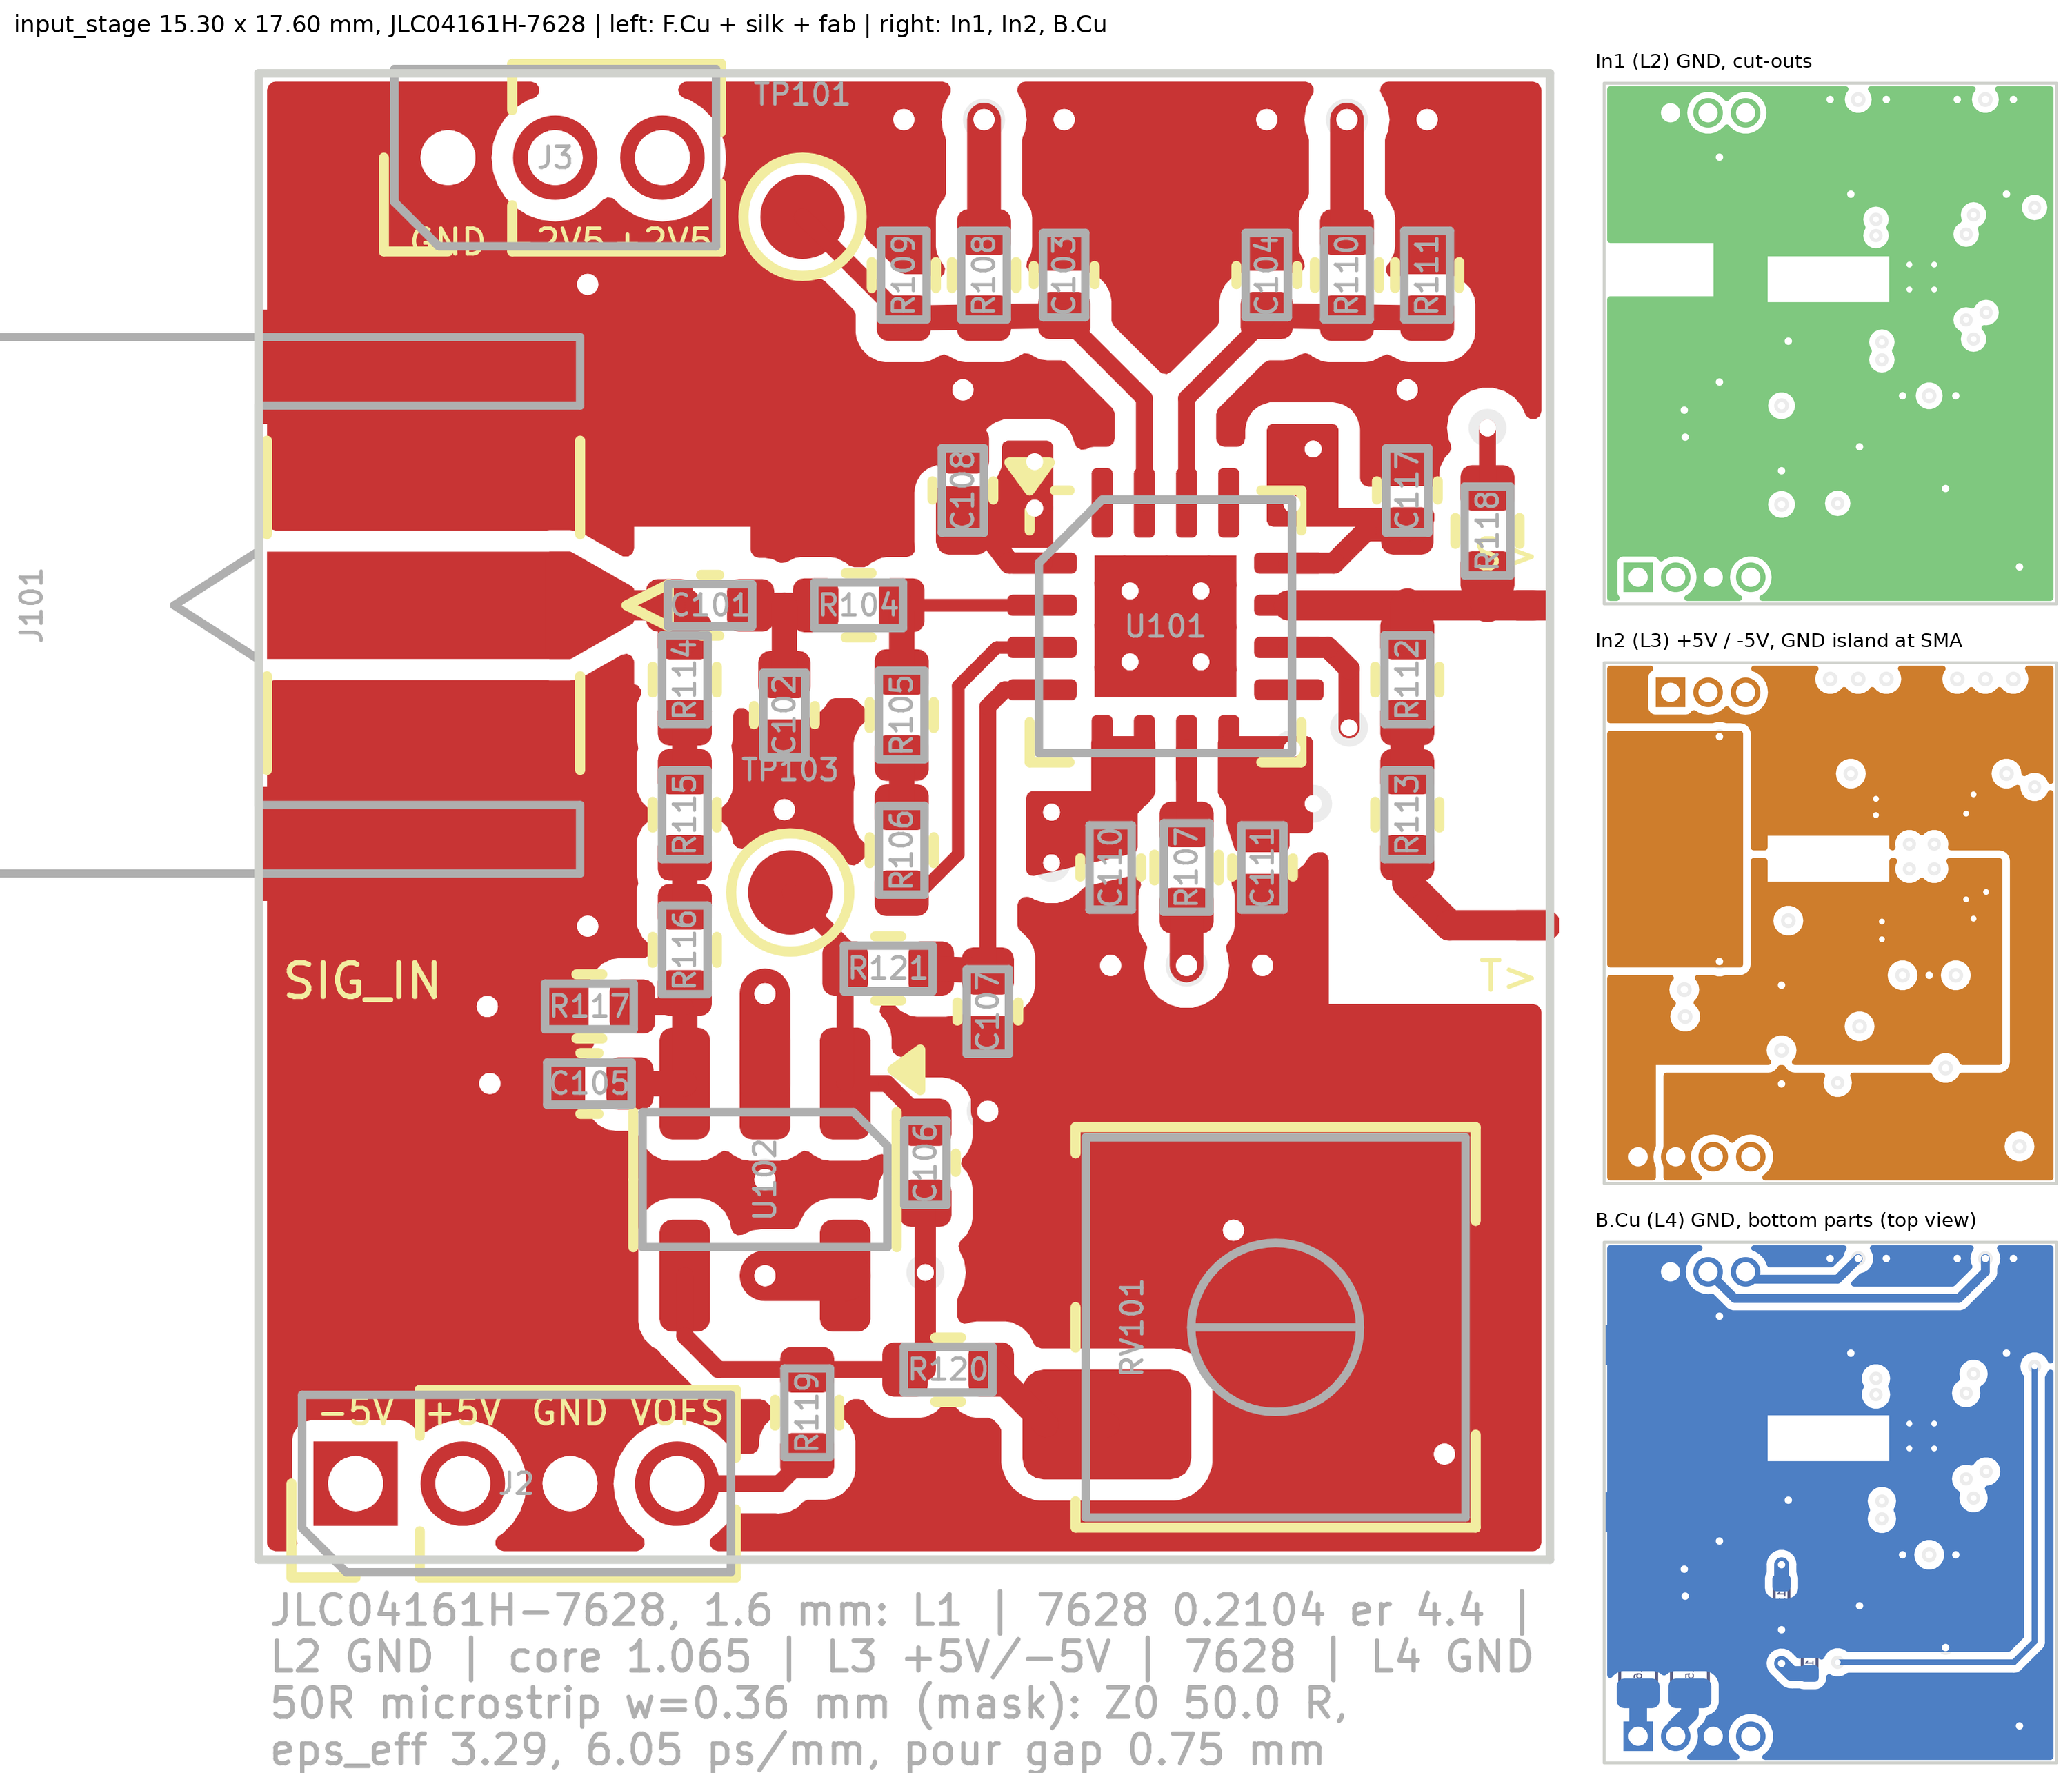 input_stage 15.30 x 17.60 mm, JLC04161H-7628 | left: F.Cu + silk + fab | right: In1, In2, B.Cu
In1 (L2) GND, cut-outs
TP101
J3
GND
2V5
+2V5
R109
R108
C103
C104
R110
R111
C108
C117
R118
J101
C101
R104
U101
R114
C102
R105
R112
TP103
R115
R106
C110
R107
C111
R113
In2 (L3) +5V / -5V, GND island at SMA
SIG_IN
R116
R121
T>
R117
C107
C105
U102
C106
B.Cu (L4) GND, bottom parts (top view)
RV101
R120
-5V
+5V
GND
VOFS
R119
J2
JLC04161H-7628, 1.6 mm: L1 | 7628 0.2104 er 4.4 |
L2 GND | core 1.065 | L3 +5V/-5V | 7628 | L4 GND
50R microstrip w=0.36 mm (mask): Z0 50.0 R,
eps_eff 3.29, 6.05 ps/mm, pour gap 0.75 mm